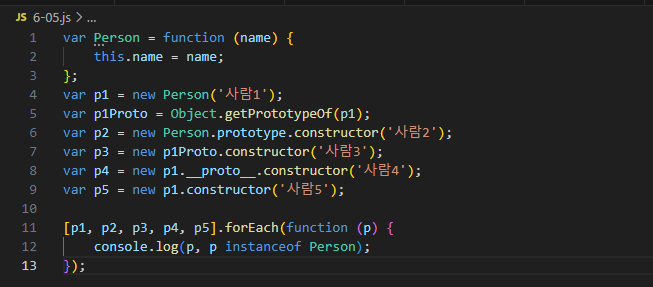 JS 6-05.js > ...
1 var Person = function (name) {
2     this.name = name;
3 };
4 var p1 = new Person('사람1');
5 var p1Proto = Object.getPrototypeOf(p1);
6 var p2 = new Person.prototype.constructor('사람2');
7 var p3 = new p1Proto.constructor('사람3');
8 var p4 = new p1.__proto__.constructor('사람4');
9 var p5 = new p1.constructor('사람5');
10
11 [p1, p2, p3, p4, p5].forEach(function (p) {
12     console.log(p, p instanceof Person);
13 });